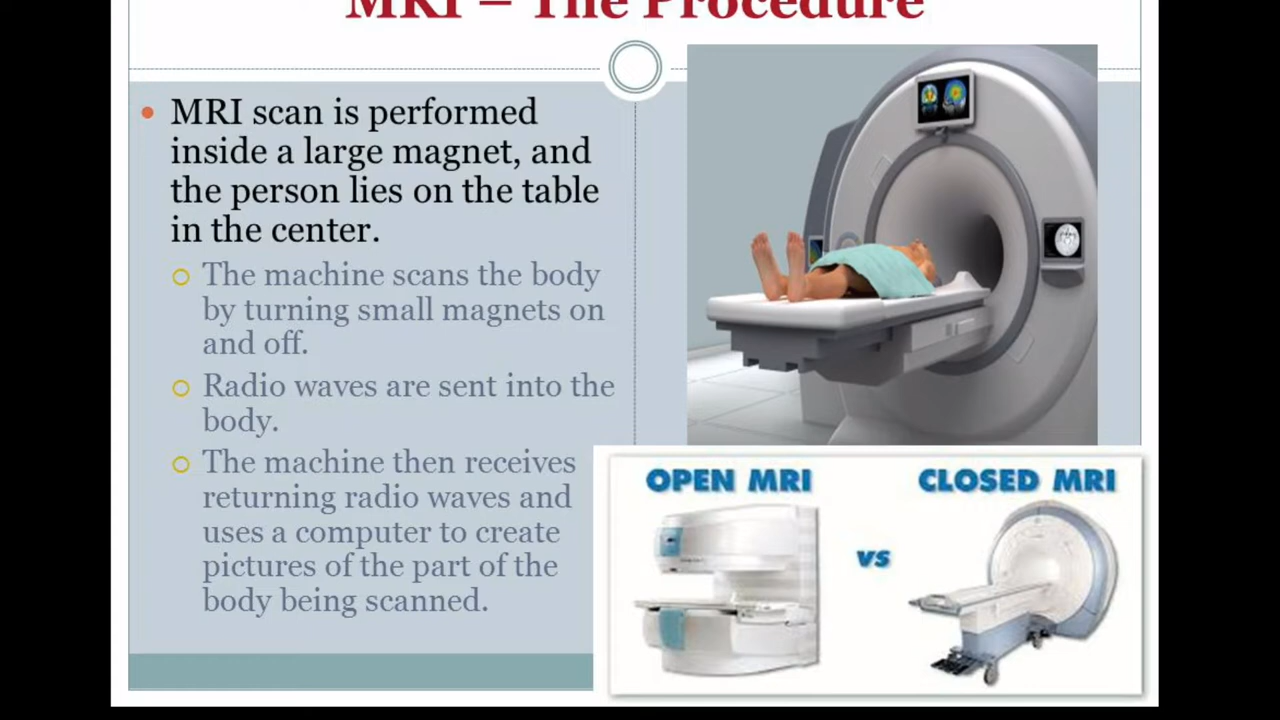 MRI – The Procedure
MRI scan is performed
inside a large magnet, and
the person lies on the table
in the center.
The machine scans the body
by turning small magnets on
and off.
Radio waves are sent into the
body.
The machine then receives
returning radio waves and
uses a computer to create
pictures of the part of the
body being scanned.
OPEN MRI
vs
CLOSED MRI